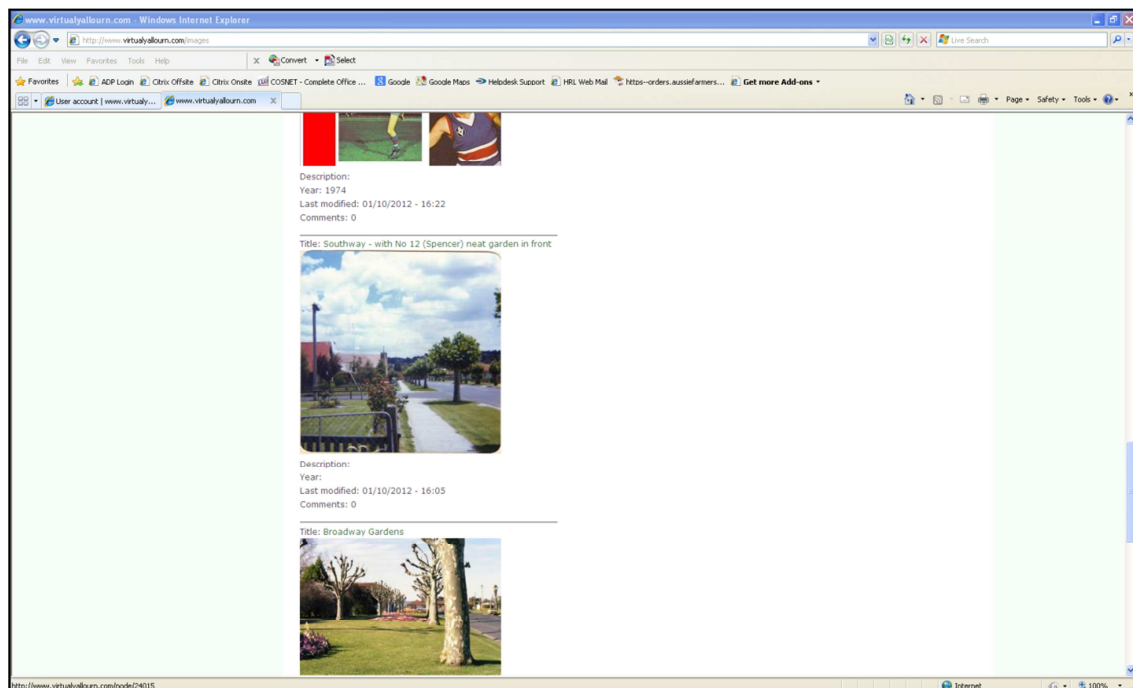 www.virtualyallourn.com - Windows Internet Explorer
http://www.virtualyallourn.com/images
Live Search
File Edit View Favorites Tools Help
x Convert Select
Favorites ADP Login Citrix Offsite Citrix Onsite COSNET - Complete Office ... Google Google Maps Helpdesk Support HRL Web Mail https--orders.aussiefarmers... Get more Add-ons
User account | www.virtualy... www.virtualyallourn.com X Page Safety Tools
Description:
Year: 1974
Last modified: 01/10/2012 - 16:22
Comments: 0
Title: Southway - with No 12 (Spencer) neat garden in front
Description:
Year:
Last modified: 01/10/2012 - 16:05
Comments: 0
Title: Broadway Gardens
http://www.virtualyallourn.com/node/24015 Internet 100%